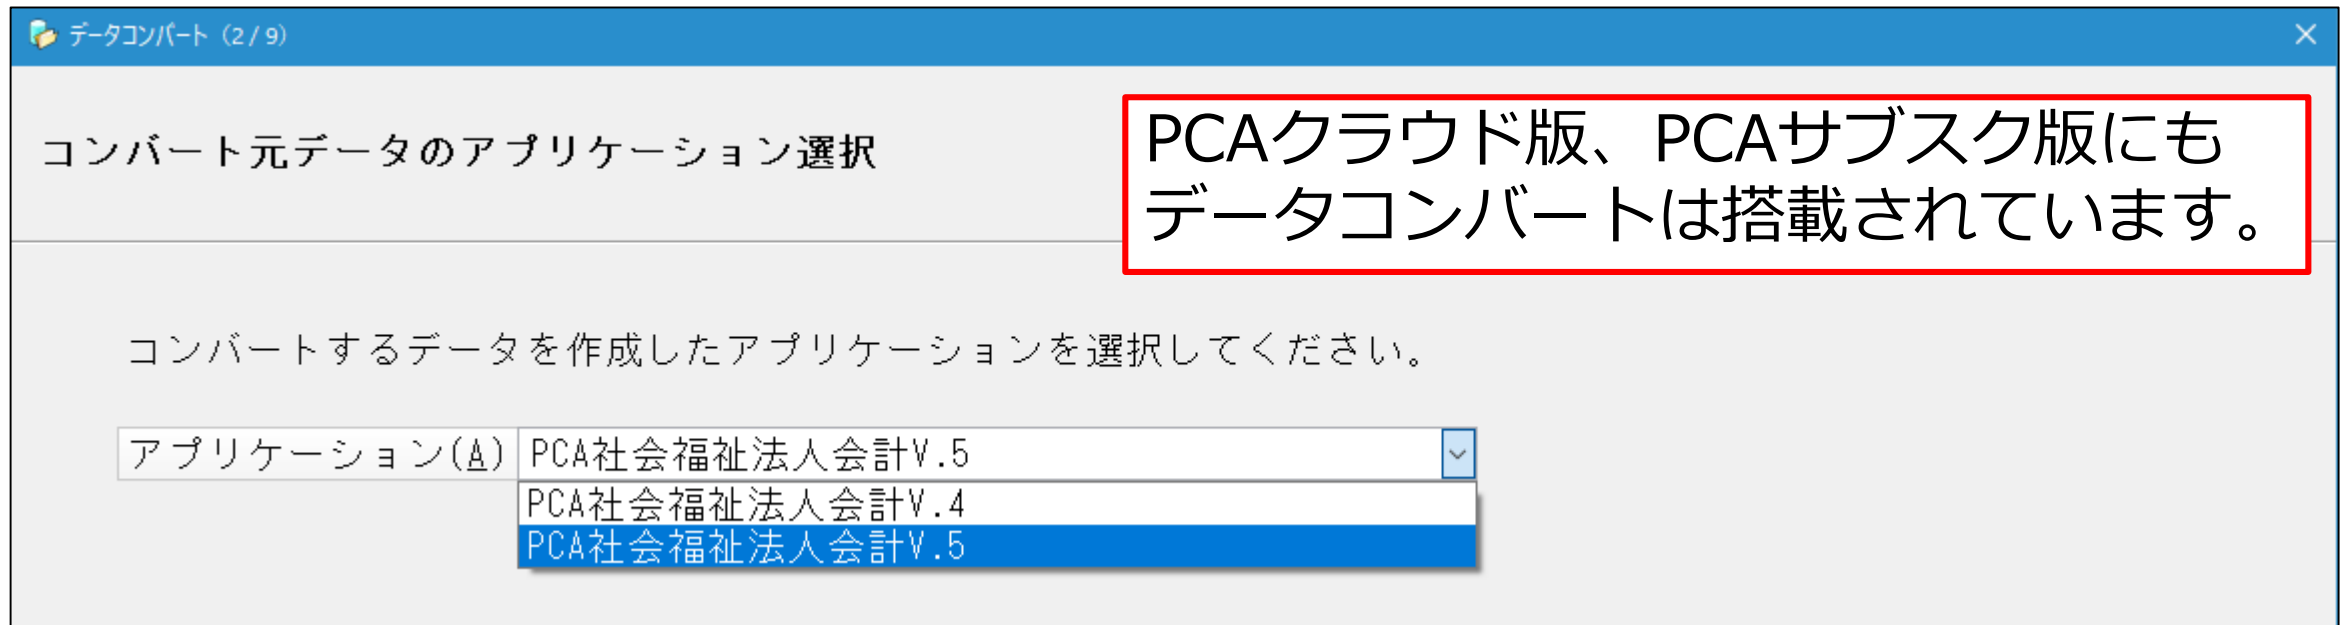 データコンバート（2/9）
コンバート元データのアプリケーション選択
PCAクラウド版、PCAサブスク版にも
データコンバートは搭載されています。
コンバートするデータを作成したアプリケーションを選択してください。
アプリケーション(A) PCA社会福祉法人会計V.5
PCA社会福祉法人会計V.4
PCA社会福祉法人会計V.5